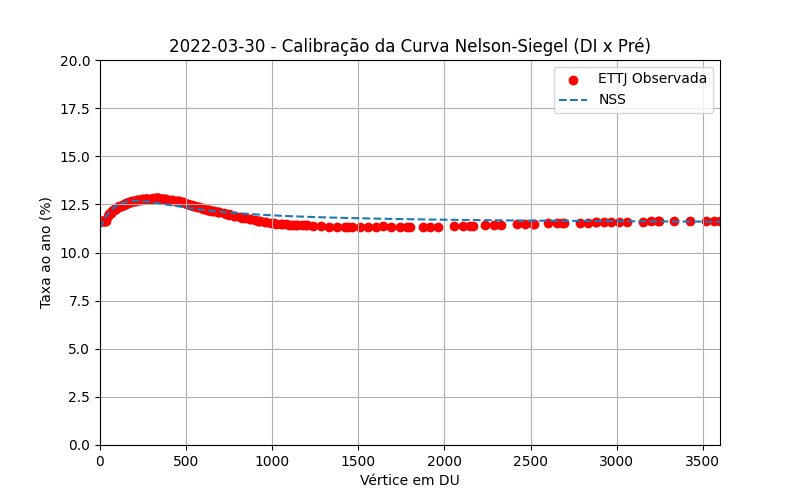 2022-03-30 - Calibração da Curva Nelson-Siegel (DI x Pré)
ETTJ Observada
NSS
Taxa ao ano (%)
20.0
17.5
15.0
12.5
10.0
7.5
5.0
2.5
0.0
0 500 1000 1500 2000 2500 3000 3500
Vértice em DU